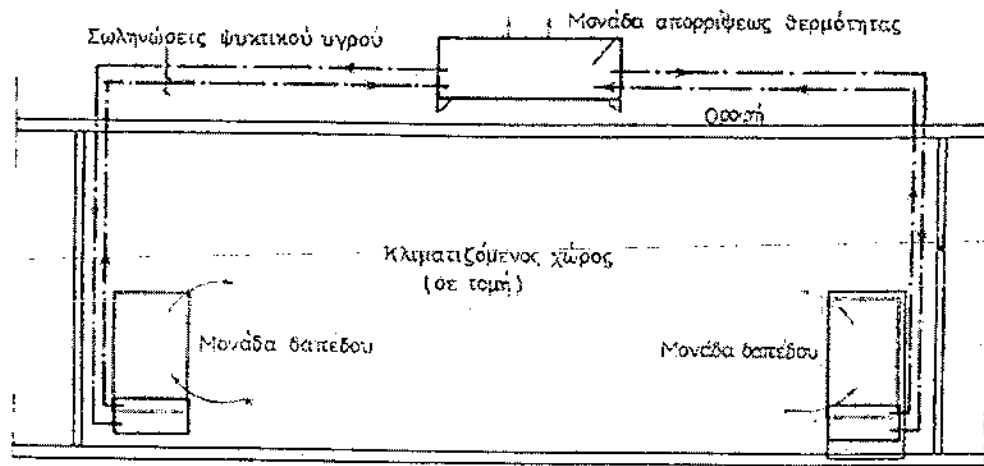 Μονάδα απορρίψεως θερμότητας
Σωληνώσεις ψυκτικού υγρού
Οροφή
Κλιματιζόμενος χώρος
(σε τομή)
Μονάδα δαπέδου
Μονάδα δαπέδου